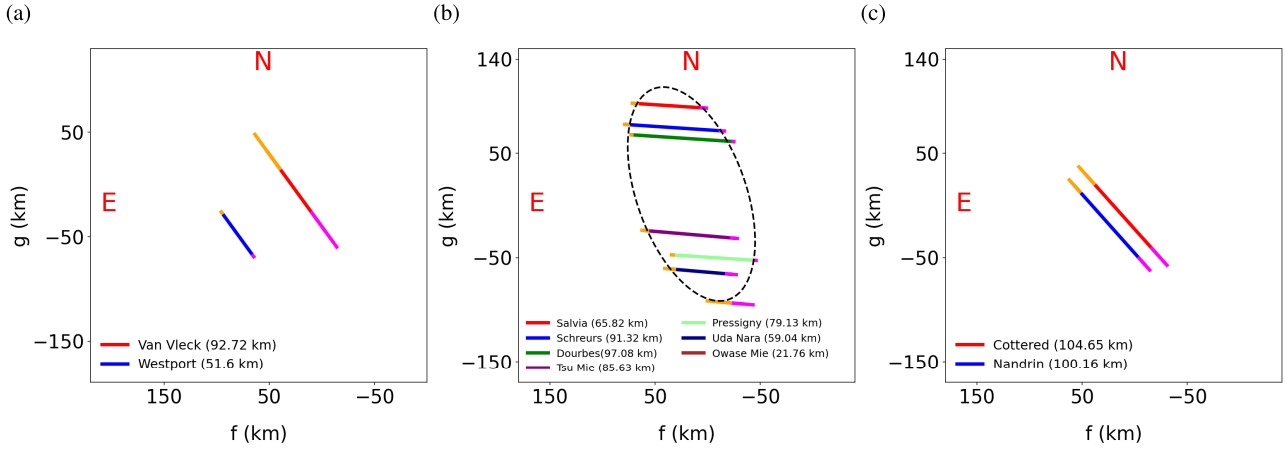 (a)
(b)
(c)
N
E
50
−50
−150
g (km)
Van Vleck (92.72 km)
Westport (51.6 km)
150
50
−50
f (km)
N
E
140
50
−50
−150
g (km)
Salvia (65.82 km)
Schreurs (91.32 km)
Dourbes(97.08 km)
Tsu Mie (85.63 km)
Pressigny (79.13 km)
Uda Nara (59.04 km)
Owase Mie (21.76 km)
150
50
−50
f (km)
N
E
140
50
−50
−150
g (km)
Cottered (104.65 km)
Nandrin (100.16 km)
150
50
−50
f (km)